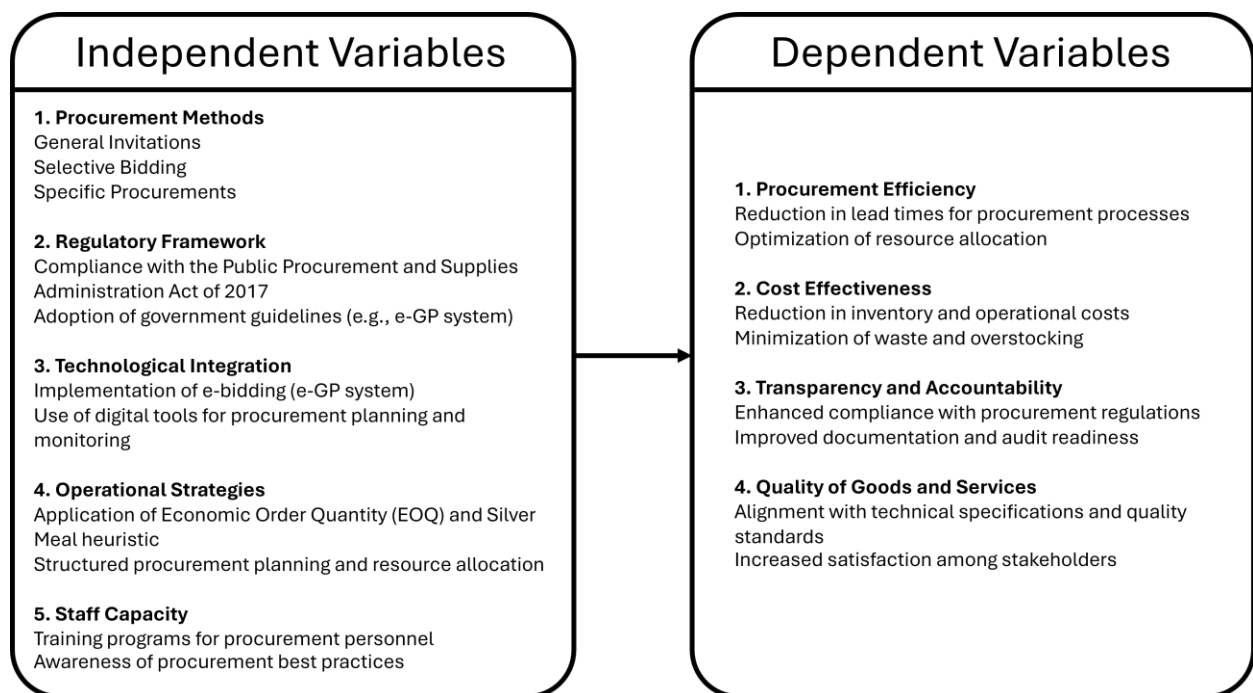 Independent Variables
1. Procurement Methods
General Invitations
Selective Bidding
Specific Procurements
2. Regulatory Framework
Compliance with the Public Procurement and Supplies
Administration Act of 2017
Adoption of government guidelines (e.g., e-GP system)
3. Technological Integration
Implementation of e-bidding (e-GP system)
Use of digital tools for procurement planning and
monitoring
4. Operational Strategies
Application of Economic Order Quantity (EOQ) and Silver
Meal heuristic
Structured procurement planning and resource allocation
5. Staff Capacity
Training programs for procurement personnel
Awareness of procurement best practices
Dependent Variables
1. Procurement Efficiency
Reduction in lead times for procurement processes
Optimization of resource allocation
2. Cost Effectiveness
Reduction in inventory and operational costs
Minimization of waste and overstocking
3. Transparency and Accountability
Enhanced compliance with procurement regulations
Improved documentation and audit readiness
4. Quality of Goods and Services
Alignment with technical specifications and quality
standards
Increased satisfaction among stakeholders